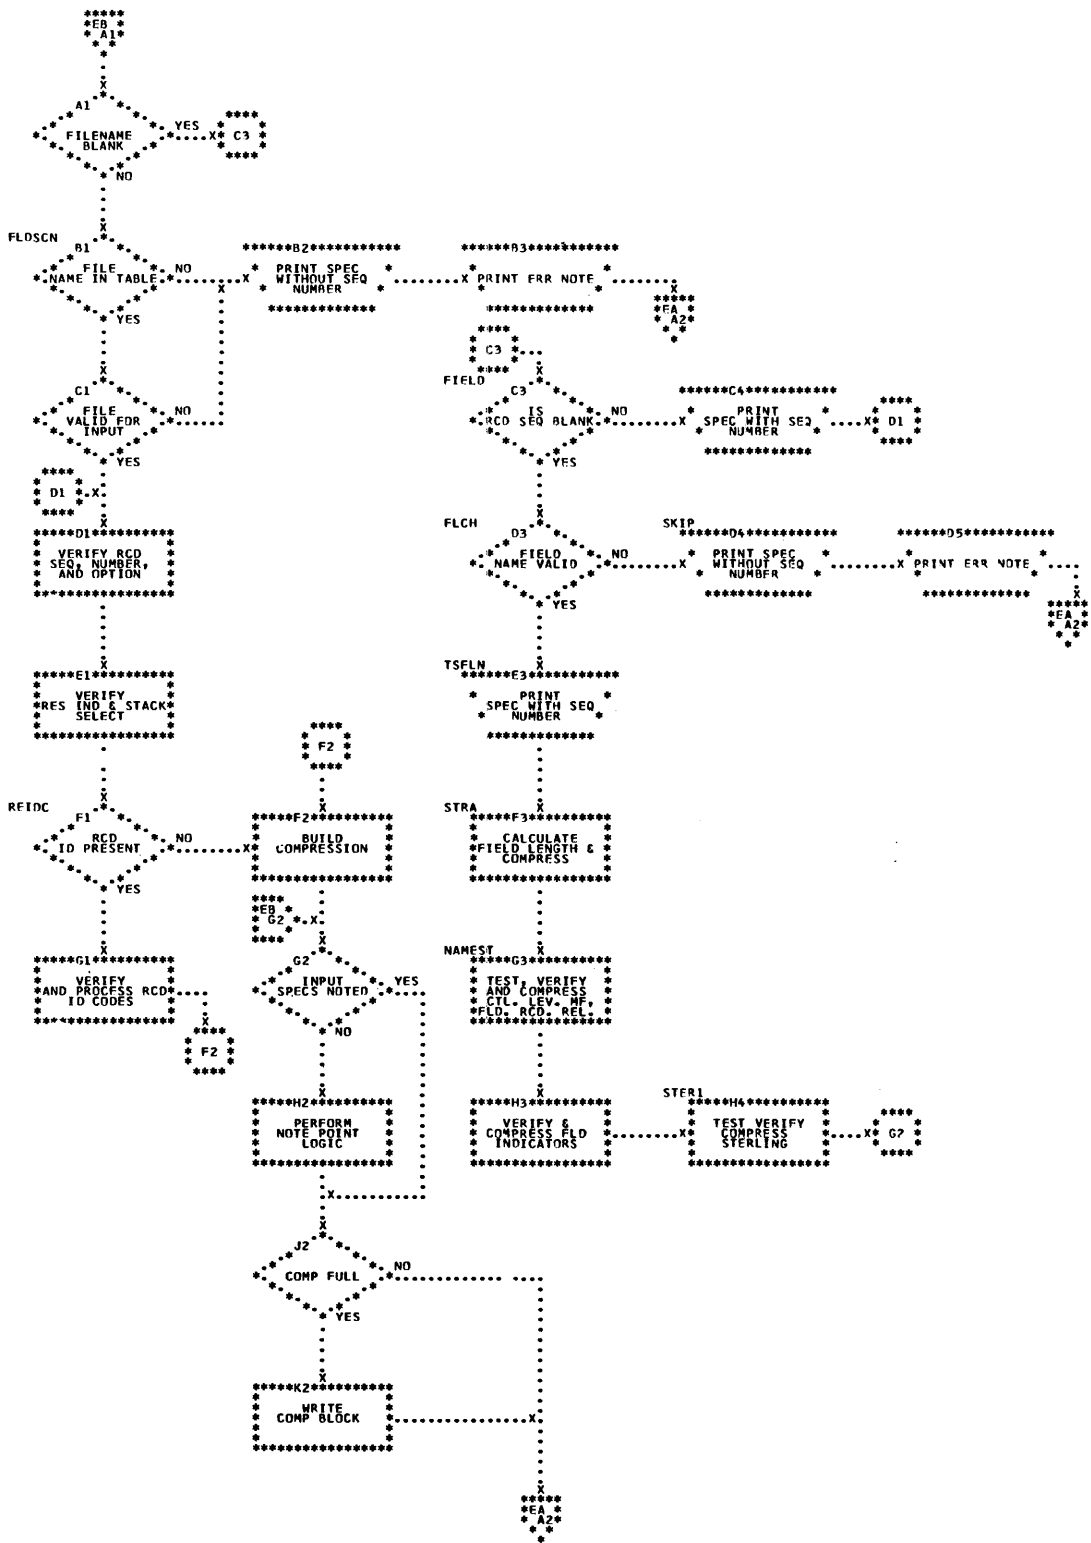 EB
A1
A1
FILENAME
BLANK
YES
C3
NO
FLDSCN
B1
FILE
NAME IN TABLE
NO
YES
B2
PRINT SPEC
WITHOUT SEQ
NUMBER
B3
PRINT ERR NOTE
EA
A2
C1
FILE
VALID FOR
INPUT
NO
YES
C3
FIELD
C3
IS
RCD SEQ BLANK
NO
YES
C4
PRINT
SPEC WITH SEQ
NUMBER
D1
D1
D1
VERIFY RCD
SEQ, NUMBER,
AND OPTION
FLCH
D3
FIELD
NAME VALID
NO
YES
SKIP
D4
PRINT SPEC
WITHOUT SEQ
NUMBER
D5
PRINT ERR NOTE
EA
A2
E1
VERIFY
RES IND & STACK
SELECT
TSFLN
E3
PRINT
SPEC WITH SEQ
NUMBER
F2
REIDC
F1
RCD
ID PRESENT
NO
YES
F2
BUILD
COMPRESSION
STRA
F3
CALCULATE
FIELD LENGTH &
COMPRESS
EB
G2
G1
VERIFY
AND PROCESS RCD
ID CODES
F2
G2
INPUT
SPECS NOTED
YES
NO
NAMEST
G3
TEST, VERIFY
AND COMPRESS
CTL. LEV. MF,
FLD. RCD. REL.
H2
PERFORM
NOTE POINT
LOGIC
H3
VERIFY &
COMPRESS FLD
INDICATORS
STER1
H4
TEST VERIFY
COMPRESS
STERLING
G2
J2
COMP FULL
NO
YES
K2
WRITE
COMP BLOCK
EA
A2